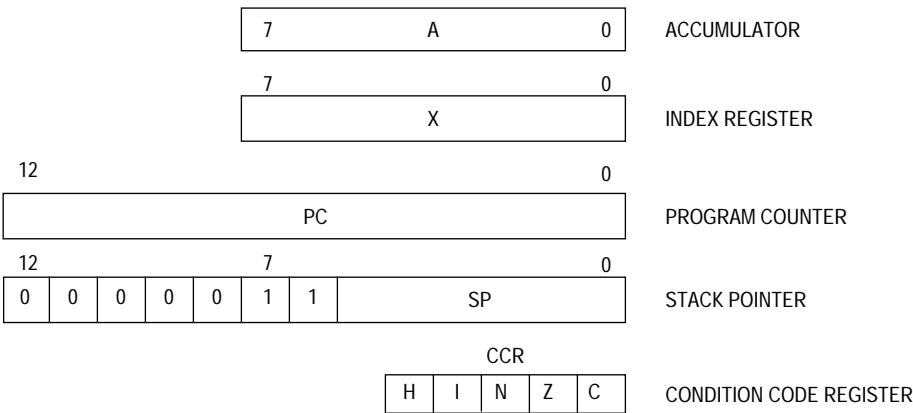 7 A 0 ACCUMULATOR
7 0
X INDEX REGISTER
12 0
PC PROGRAM COUNTER
12 7 0
0 0 0 0 0 1 1 SP STACK POINTER
CCR
H I N Z C CONDITION CODE REGISTER